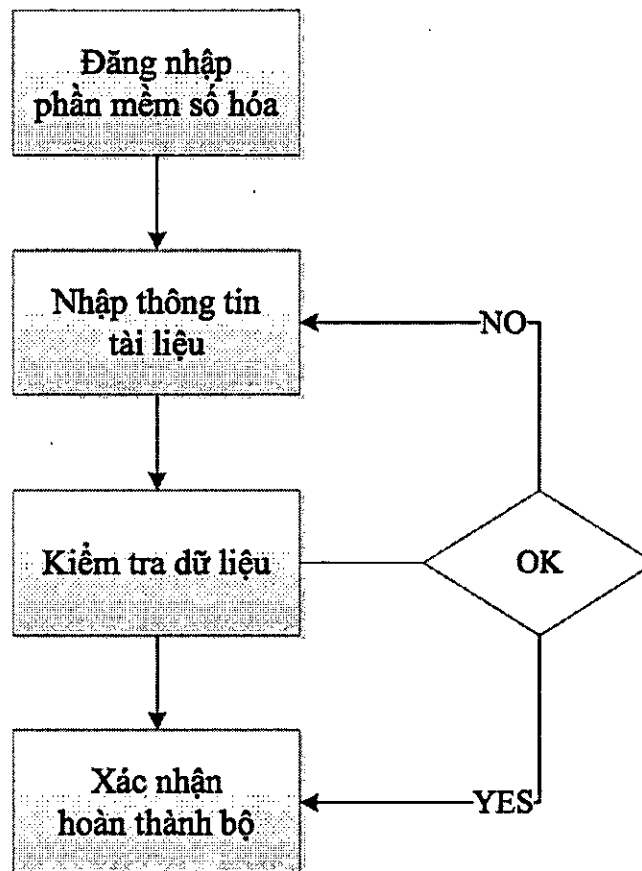 Đăng nhập
phần mềm số hóa
Nhập thông tin
tài liệu
NO
Kiểm tra dữ liệu
OK
Xác nhận
hoàn thành bộ
YES